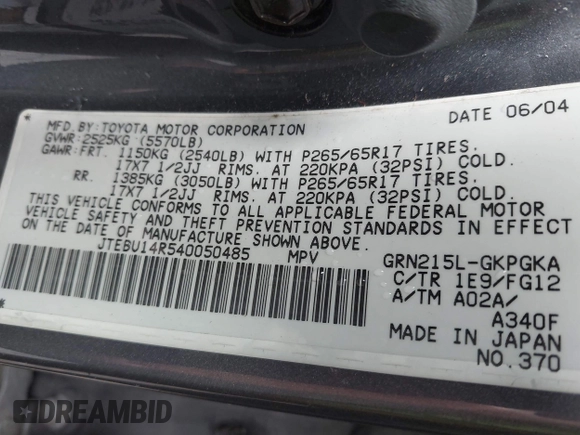 MFD.BY:TOYOTA MOTOR CORPORATION DATE 06/04
GVWR:2525KG (5570LB)
GAWR:FRT. 1150KG (2540LB) WITH P265/65R17 TIRES.
17X7 1/2JJ RIMS. AT 220KPA (32PSI) COLD.
RR. 1385KG (3050LB) WITH P265/65R17 TIRES.
17X7 1/2JJ RIMS. AT 220KPA (32PSI) COLD.
THIS VEHICLE CONFORMS TO ALL APPLICABLE FEDERAL MOTOR
VEHICLE SAFETY AND THEFT PREVENTION STANDARDS IN EFFECT
ON THE DATE OF MANUFACTURE SHOWN ABOVE.
JTEBU14R540050485 MPV GRN215L-GKPGKA
C/TR 1E9/FG12
A/TM A02A/
A340F
MADE IN JAPAN
NO.370
DREAMBID